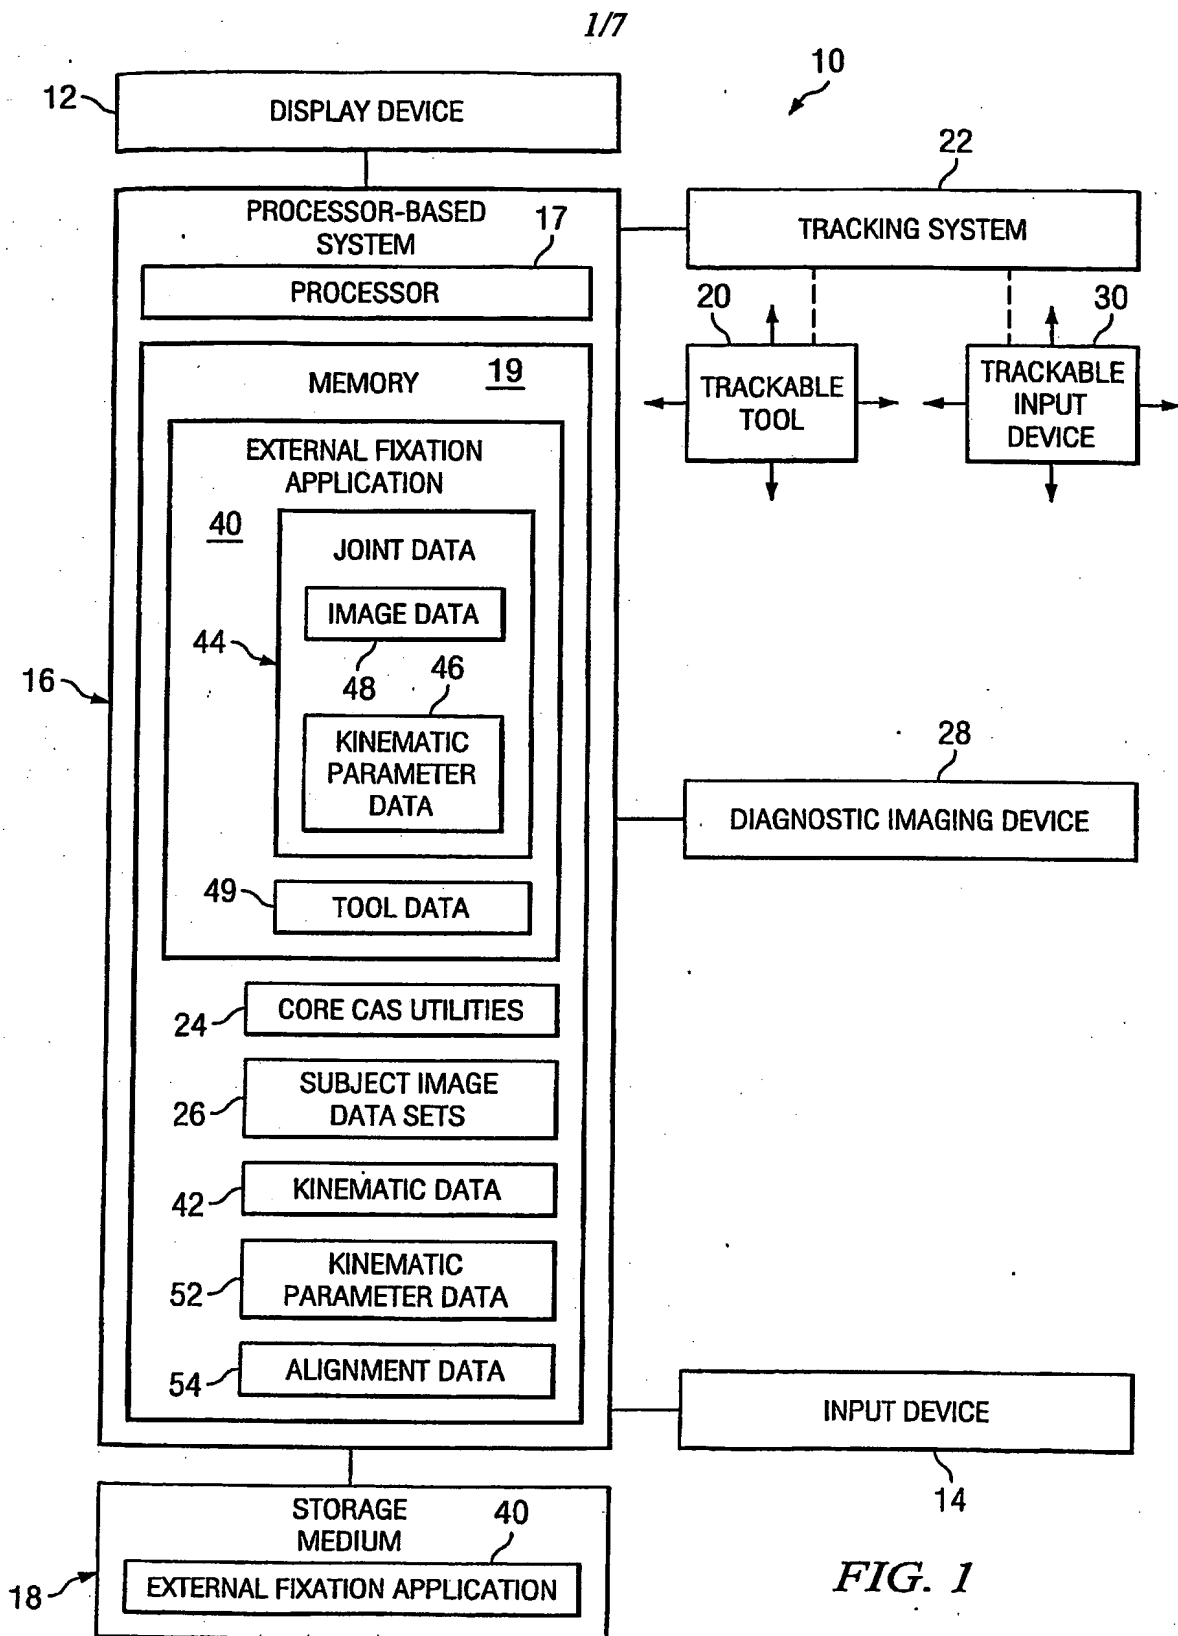 1/7
10
12
DISPLAY DEVICE
22
PROCESSOR-BASED
SYSTEM
17
TRACKING SYSTEM
PROCESSOR
20
30
MEMORY
19
TRACKABLE
TOOL
TRACKABLE
INPUT
DEVICE
EXTERNAL FIXATION
APPLICATION
40
JOINT DATA
IMAGE DATA
44
48
46
16
KINEMATIC
PARAMETER
DATA
28
DIAGNOSTIC IMAGING DEVICE
49
TOOL DATA
24
CORE CAS UTILITIES
26
SUBJECT IMAGE
DATA SETS
42
KINEMATIC DATA
52
KINEMATIC
PARAMETER DATA
54
ALIGNMENT DATA
INPUT DEVICE
14
STORAGE
MEDIUM
40
18
EXTERNAL FIXATION APPLICATION
FIG. 1